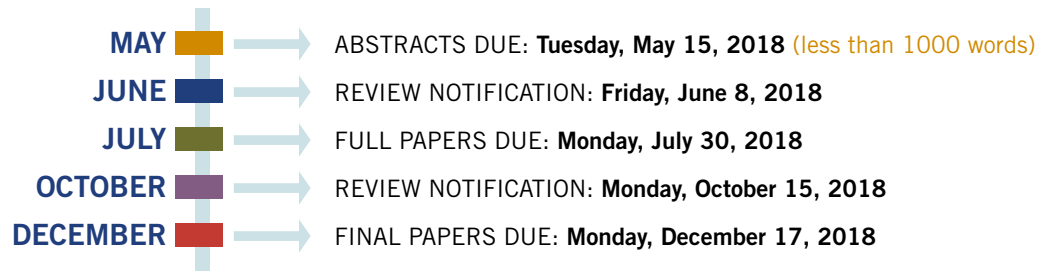 MAY ABSTRACTS DUE: Tuesday, May 15, 2018 (less than 1000 words)
JUNE REVIEW NOTIFICATION: Friday, June 8, 2018
JULY FULL PAPERS DUE: Monday, July 30, 2018
OCTOBER REVIEW NOTIFICATION: Monday, October 15, 2018
DECEMBER FINAL PAPERS DUE: Monday, December 17, 2018